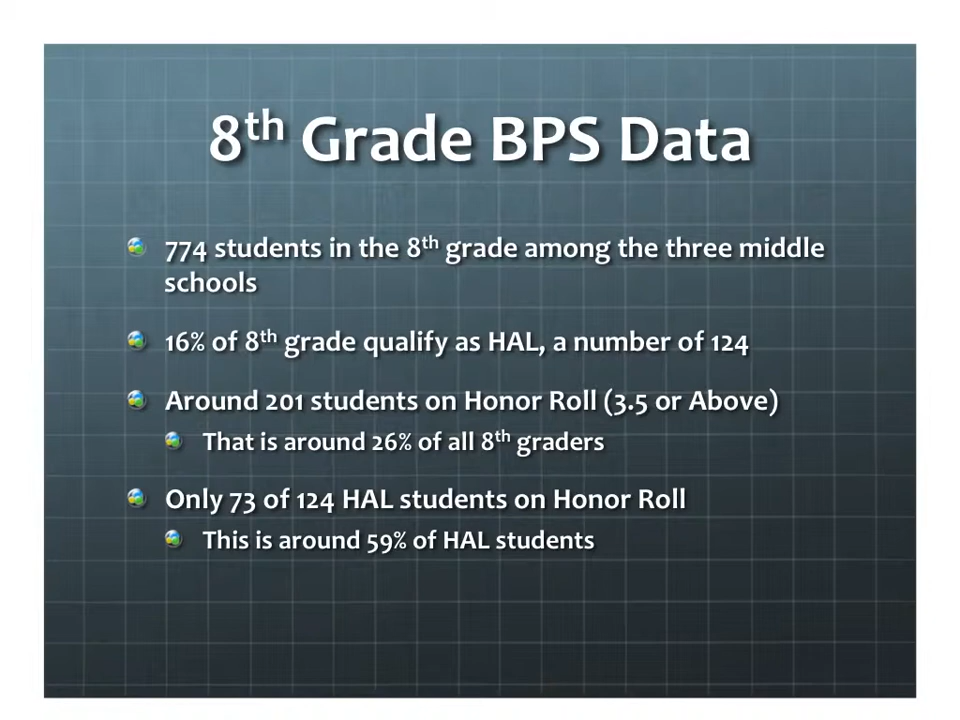 8th Grade BPS Data
774 students in the 8th grade among the three middle
schools
16% of 8th grade qualify as HAL, a number of 124
Around 201 students on Honor Roll (3.5 or Above)
That is around 26% of all 8th graders
Only 73 of 124 HAL students on Honor Roll
This is around 59% of HAL students